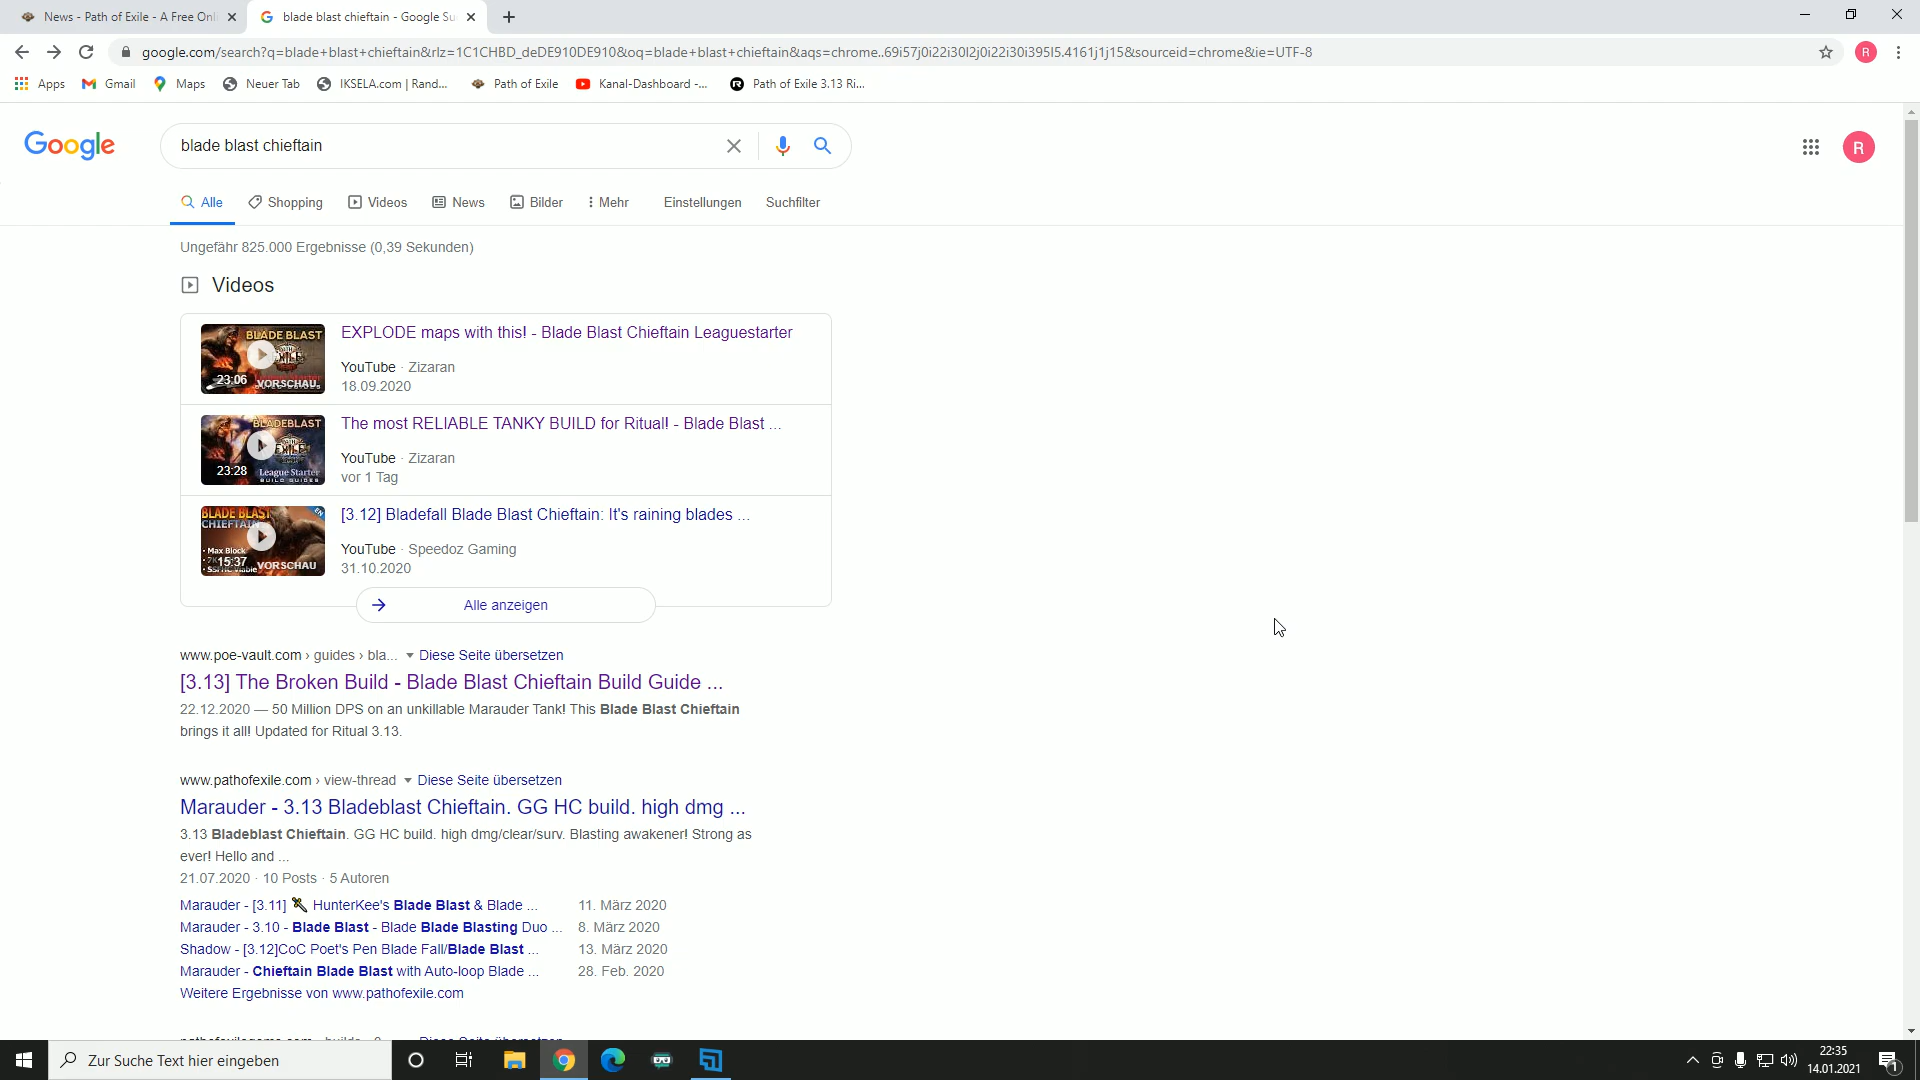 News - Path of Exile - A Free Onli
blade blast chieftain - Google Su
google.com/search?q=blade+blast+chieftain&rlz=1C1CHBD_deDE910DE910&oq=blade+blast+chieftain&aqs=chrome..69i57j0i22i30l2j0i22i30i395l5.4161j1j15&sourceid=chrome&ie=UTF-8
R
Apps
Gmail
Maps
Neuer Tab
IKSELA.com | Rand...
Path of Exile
Kanal-Dashboard -...
Path of Exile 3.13 Ri...
Google
blade blast chieftain
R
Alle
Shopping
Videos
News
Bilder
Mehr
Einstellungen
Suchfilter
Ungefähr 825.000 Ergebnisse (0,39 Sekunden)
Videos
BLADE BLAST
23:06 VORSCHAU
EXPLODE maps with this! - Blade Blast Chieftain Leaguestarter
YouTube · Zizaran
18.09.2020
BLADEBLAST
23:28 League Starter
BUILD GUIDES
The most RELIABLE TANKY BUILD for Ritual! - Blade Blast ...
YouTube · Zizaran
vor 1 Tag
BLADE BLAST
EN
CHIEFTAIN
• Max Block
15:37 VORSCHAU
[3.12] Bladefall Blade Blast Chieftain: It's raining blades ...
YouTube · Speedoz Gaming
31.10.2020
Alle anzeigen
www.poe-vault.com › guides › bla... Diese Seite übersetzen
[3.13] The Broken Build - Blade Blast Chieftain Build Guide ...
22.12.2020 — 50 Million DPS on an unkillable Marauder Tank! This Blade Blast Chieftain
brings it all! Updated for Ritual 3.13.
www.pathofexile.com › view-thread Diese Seite übersetzen
Marauder - 3.13 Bladeblast Chieftain. GG HC build. high dmg ...
3.13 Bladeblast Chieftain. GG HC build. high dmg/clear/surv. Blasting awakener! Strong as
ever! Hello and ...
21.07.2020 · 10 Posts · 5 Autoren
Marauder - [3.11] HunterKee's Blade Blast & Blade ... 11. März 2020
Marauder - 3.10 - Blade Blast - Blade Blade Blasting Duo ... 8. März 2020
Shadow - [3.12]CoC Poet's Pen Blade Fall/Blade Blast ... 13. März 2020
Marauder - Chieftain Blade Blast with Auto-loop Blade ... 28. Feb. 2020
Weitere Ergebnisse von www.pathofexile.com
Zur Suche Text hier eingeben
22:35
14.01.2021
1